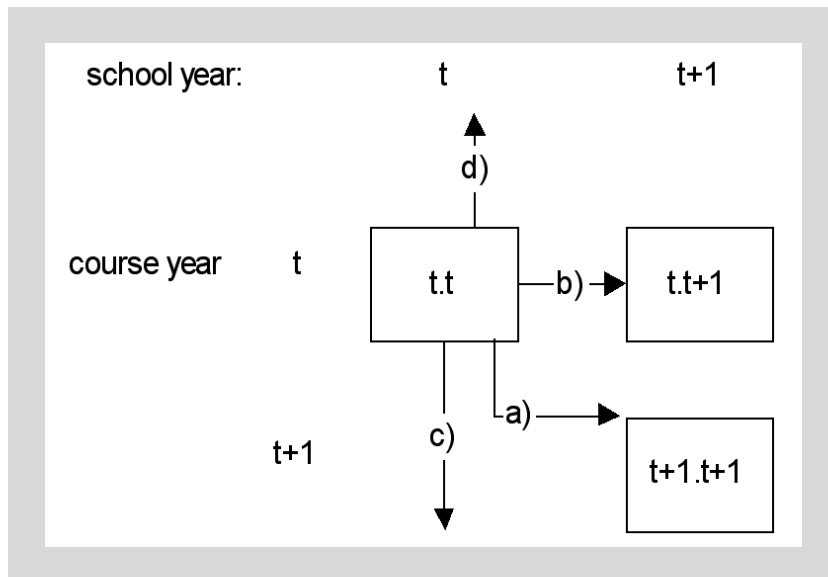 school year: t t+1
d)
course year t t.t b) t.t+1
a)
c)
t+1 t+1.t+1